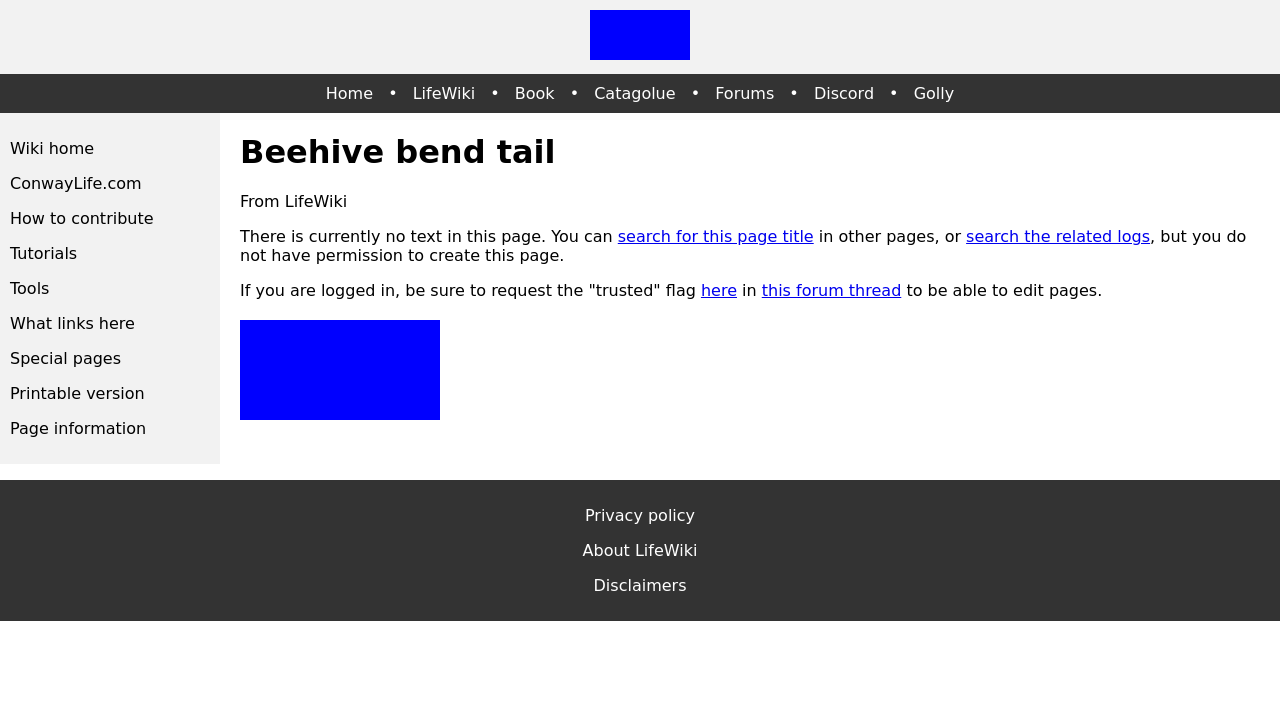 Home • LifeWiki • Book • Catagolue • Forums • Discord • Golly
Wiki home
ConwayLife.com
How to contribute
Tutorials
Tools
What links here
Special pages
Printable version
Page information
Beehive bend tail
From LifeWiki
There is currently no text in this page. You can search for this page title in other pages, or search the related logs, but you do
not have permission to create this page.
If you are logged in, be sure to request the "trusted" flag here in this forum thread to be able to edit pages.
Privacy policy
About LifeWiki
Disclaimers